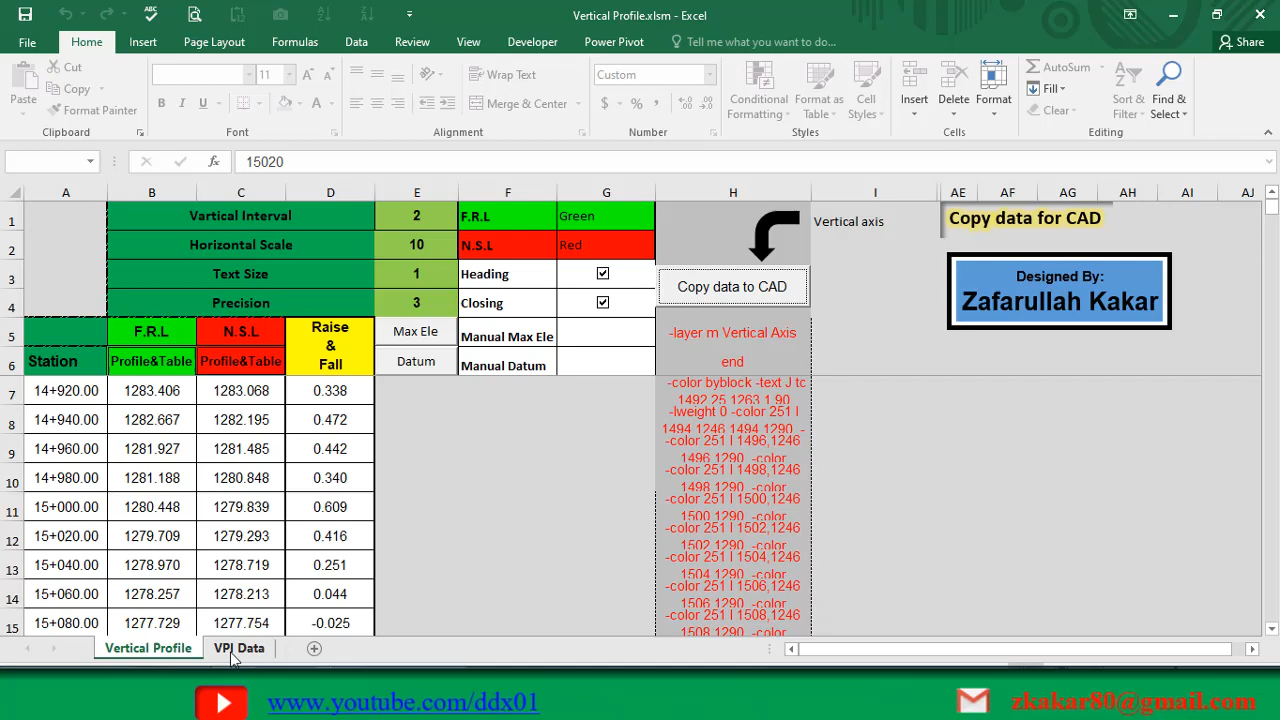 Vertical Profile.xlsm - Excel
File Home Insert Page Layout Formulas Data Review View Developer Power Pivot Tell me what you want to do... Share
Cut
Copy
Format Painter
Paste
Clipboard
11
A A
B I U
Font
Wrap Text
Merge & Center
Alignment
Custom
$ % ,
Number
Conditional Formatting
Format as Table
Cell Styles
Styles
Insert Delete Format
Cells
AutoSum
Fill
Clear
Sort & Filter
Find & Select
Editing
fx 15020
A B C D E F G H I AE AF AG AH AI AJ
1 Vartical Interval 2 F.R.L Green Vertical axis Copy data for CAD
2 Horizontal Scale 10 N.S.L Red
3 Text Size 1 Heading Copy data to CAD Designed By:
4 Precision 3 Closing Zafarullah Kakar
5 F.R.L N.S.L Raise & Fall Max Ele Manual Max Ele -layer m Vertical Axis
6 Station Profile&Table Profile&Table Datum Manual Datum end
7 14+920.00 1283.406 1283.068 0.338 -color byblock -text J tc
1492.25,1263.1 90
8 14+940.00 1282.667 1282.195 0.472 -lweight 0 -color 251 l
1494,1246 1494,1290 -
9 14+960.00 1281.927 1281.485 0.442 -color 251 l 1496,1246
1496,1290 -color
10 14+980.00 1281.188 1280.848 0.340 -color 251 l 1498,1246
1498,1290 -color
11 15+000.00 1280.448 1279.839 0.609 -color 251 l 1500,1246
1500,1290 -color
12 15+020.00 1279.709 1279.293 0.416 -color 251 l 1502,1246
1502,1290 -color
13 15+040.00 1278.970 1278.719 0.251 -color 251 l 1504,1246
1504,1290 -color
14 15+060.00 1278.257 1278.213 0.044 -color 251 l 1506,1246
1506,1290 -color
15 15+080.00 1277.729 1277.754 -0.025 -color 251 l 1508,1246
1508,1290 -color
Vertical Profile VPI Data
www.youtube.com/ddx01 zkakar80@gmail.com